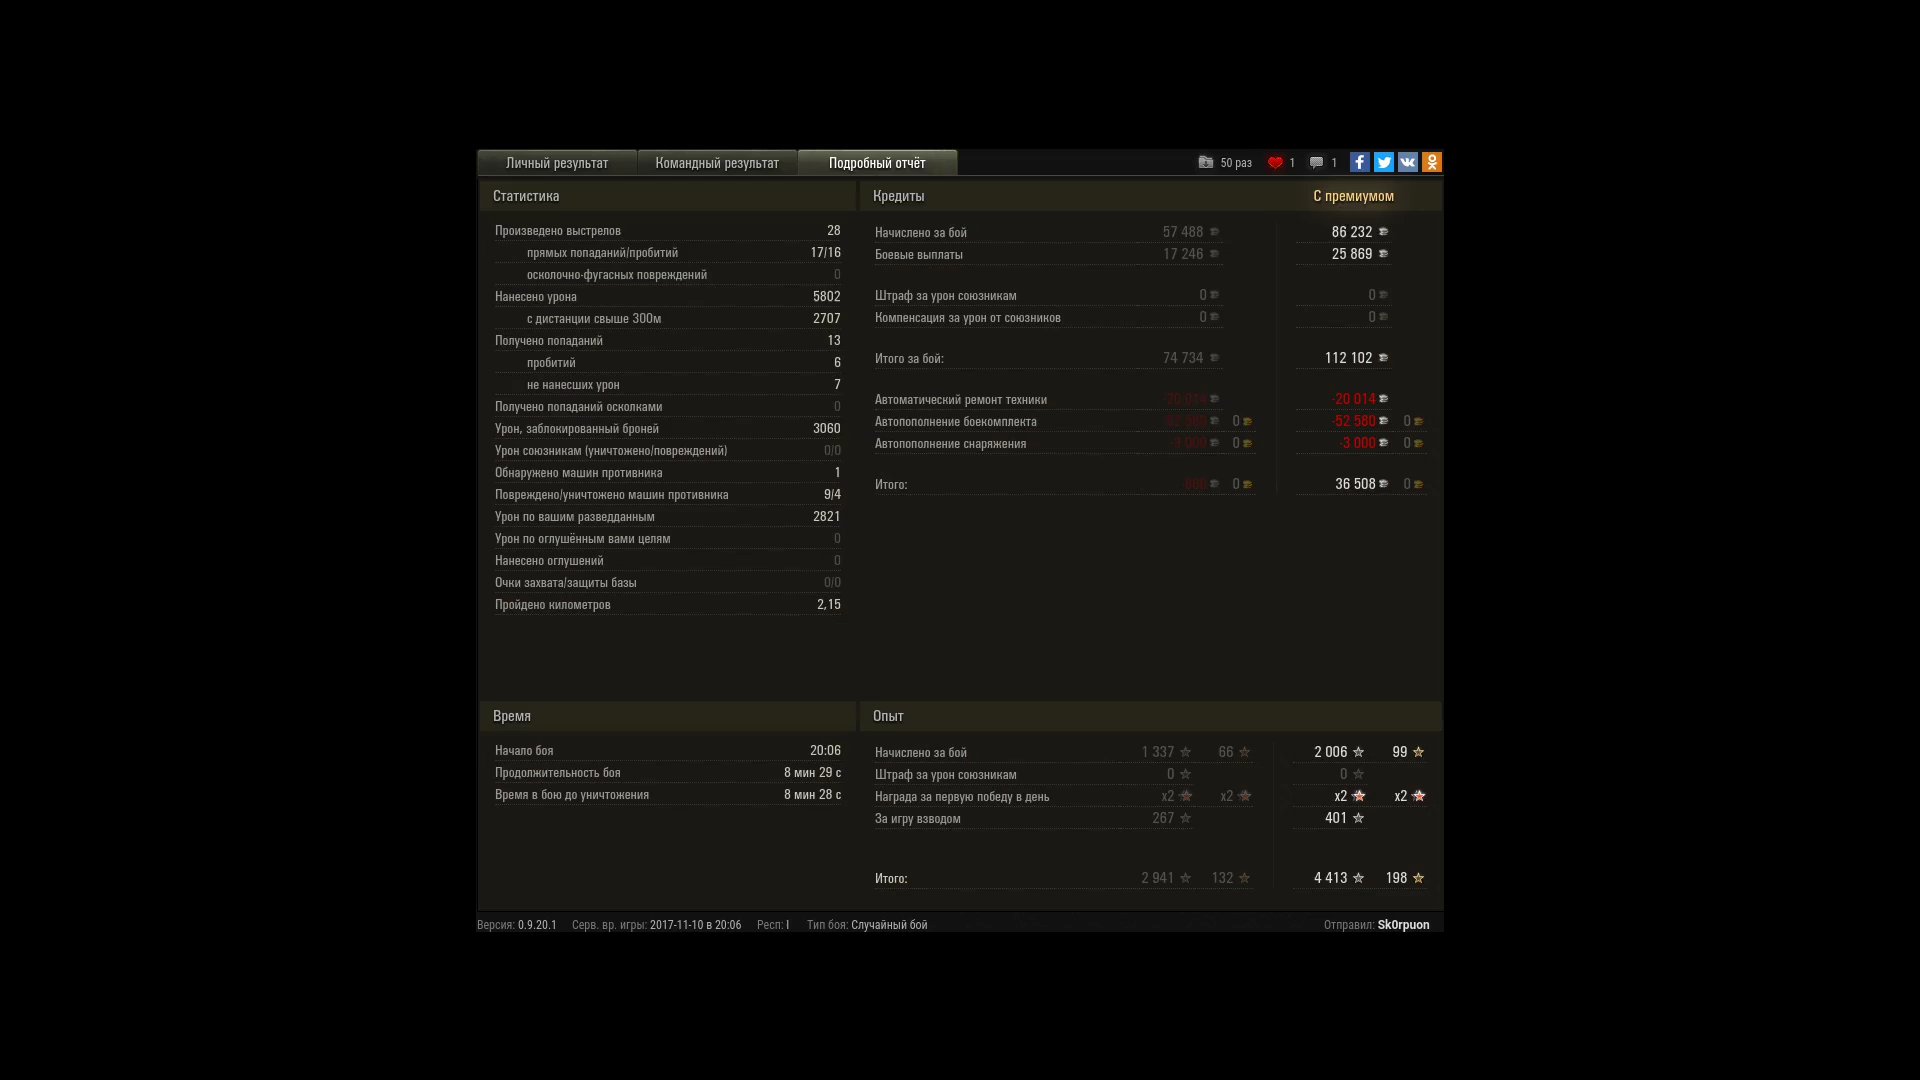 Личный результат Командный результат Подробный отчёт 50 раз 1 1
Статистика
Произведено выстрелов 28
прямых попаданий/пробитий 17/16
осколочно-фугасных повреждений 0
Нанесено урона 5802
с дистанции свыше 300м 2707
Получено попаданий 13
пробитий 6
не нанесших урон 7
Получено попаданий осколками 0
Урон, заблокированный броней 3060
Урон союзникам (уничтожено/повреждений) 0/0
Обнаружено машин противника 1
Повреждено/уничтожено машин противника 9/4
Урон по вашим разведданным 2821
Урон по оглушённым вами целям 0
Нанесено оглушений 0
Очки захвата/защиты базы 0/0
Пройдено километров 2,15
Кредиты С премиумом
Начислено за бой 57 488 86 232
Боевые выплаты 17 246 25 869
Штраф за урон союзникам 0 0
Компенсация за урон от союзников 0 0
Итого за бой: 74 734 112 102
Автоматический ремонт техники -20 014 -20 014
Автопополнение боекомплекта 0 -52 580 0
Автопополнение снаряжения -3 000 0 -3 000 0
Итого: 0 36 508 0
Время
Начало боя 20:06
Продолжительность боя 8 мин 29 с
Время в бою до уничтожения 8 мин 28 с
Опыт
Начислено за бой 1 337 66 2 006 99
Штраф за урон союзникам 0 0
Награда за первую победу в день x2 x2 x2 x2
За игру взводом 267 401
Итого: 2 941 132 4 413 198
Версия: 0.9.20.1 Серв. вр. игры: 2017-11-10 в 20:06 Респ: I Тип боя: Случайный бой Отправил: Sk0rpuon